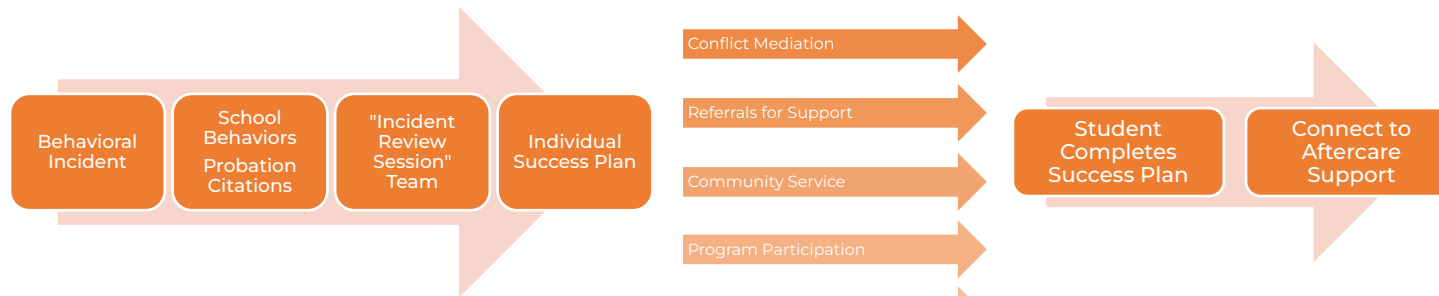 Behavioral
Incident
School
Behaviors
Probation
Citations
"Incident
Review
Session"
Team
Individual
Success Plan
Conflict Mediation
Referrals for Support
Community Service
Program Participation
Student
Completes
Success Plan
Connect to
Aftercare
Support